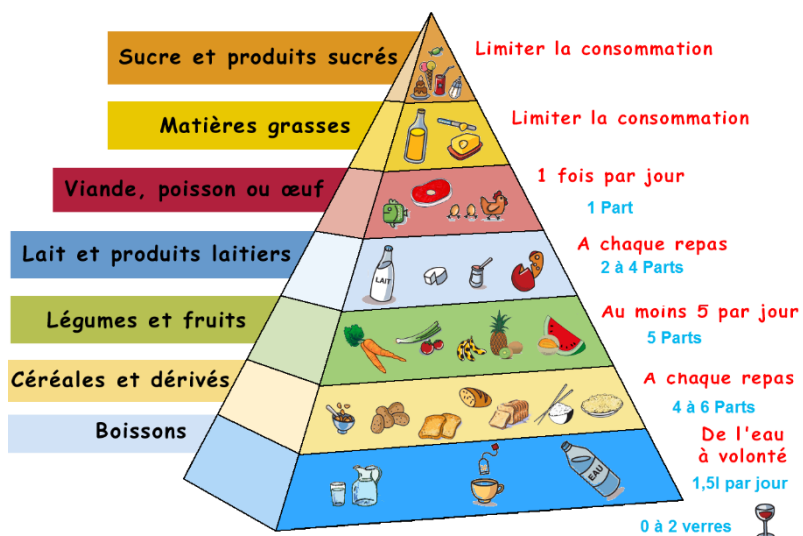 Sucre et produits sucrés
Limiter la consommation
Matières grasses
Limiter la consommation
Viande, poisson ou œuf
1 fois par jour
1 Part
Lait et produits laitiers
A chaque repas
2 à 4 Parts
LAIT
Légumes et fruits
Au moins 5 par jour
5 Parts
Céréales et dérivés
A chaque repas
4 à 6 Parts
Boissons
De l'eau
à volonté
1,5l par jour
EAU
0 à 2 verres